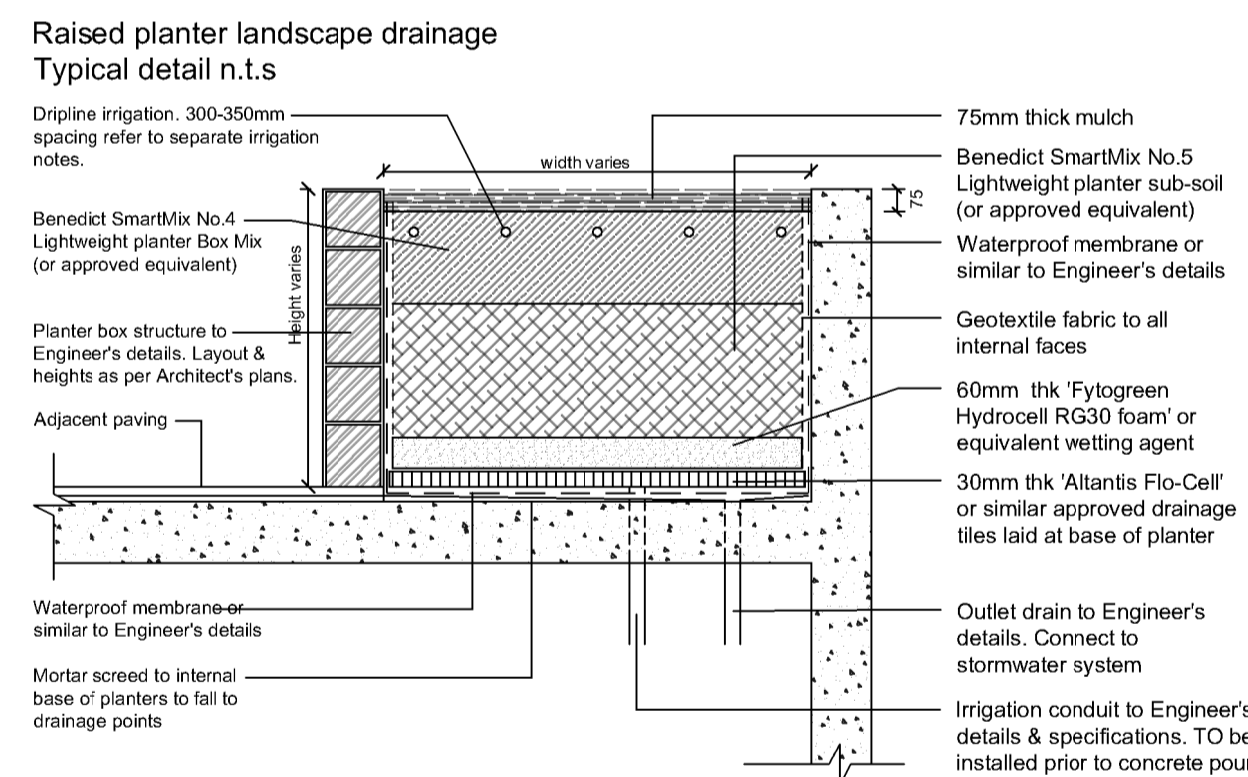 Raised planter landscape drainage
Typical detail n.t.s
Dripline irrigation. 300-350mm
spacing refer to separate irrigation
notes.
Benedict SmartMix No.4
Lightweight planter Box Mix
(or approved equivalent)
Planter box structure to
Engineer's details. Layout &
heights as per Architect's plans.
Adjacent paving
Waterproof membrane or
similar to Engineer's details
Mortar screed to internal
base of planters to fall to
drainage points
width varies
Height varies
75
75mm thick mulch
Benedict SmartMix No.5
Lightweight planter sub-soil
(or approved equivalent)
Waterproof membrane or
similar to Engineer's details
Geotextile fabric to all
internal faces
60mm thk 'Fytogreen
Hydrocell RG30 foam' or
equivalent wetting agent
30mm thk 'Altantis Flo-Cell'
or similar approved drainage
tiles laid at base of planter
Outlet drain to Engineer's
details. Connect to
stormwater system
Irrigation conduit to Engineer's
details & specifications. TO be
installed prior to concrete pour